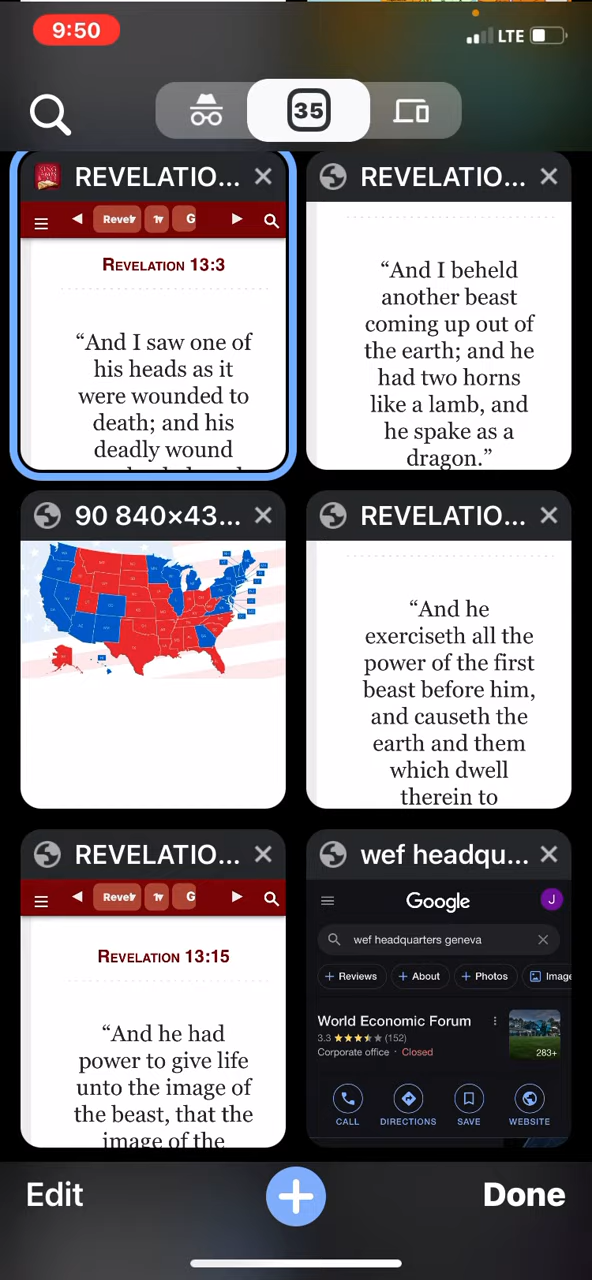 9:50
LTE
35
REVELATIO...
Revel
G
REVELATION 13:3
“And I saw one of
his heads as it
were wounded to
death; and his
deadly wound
REVELATIO...
“And I beheld
another beast
coming up out of
the earth; and he
had two horns
like a lamb, and
he spake as a
dragon.”
90 840×43...
REVELATIO...
“And he
exerciseth all the
power of the first
beast before him,
and causeth the
earth and them
which dwell
therein to
REVELATIO...
Revel
G
REVELATION 13:15
“And he had
power to give life
unto the image of
the beast, that the
image of the
wef headqu...
Google
J
wef headquarters geneva
+ Reviews
+ About
+ Photos
Image
World Economic Forum
3.3 ★★★★★ (152)
Corporate office · Closed
283+
CALL
DIRECTIONS
SAVE
WEBSITE
Edit
Done